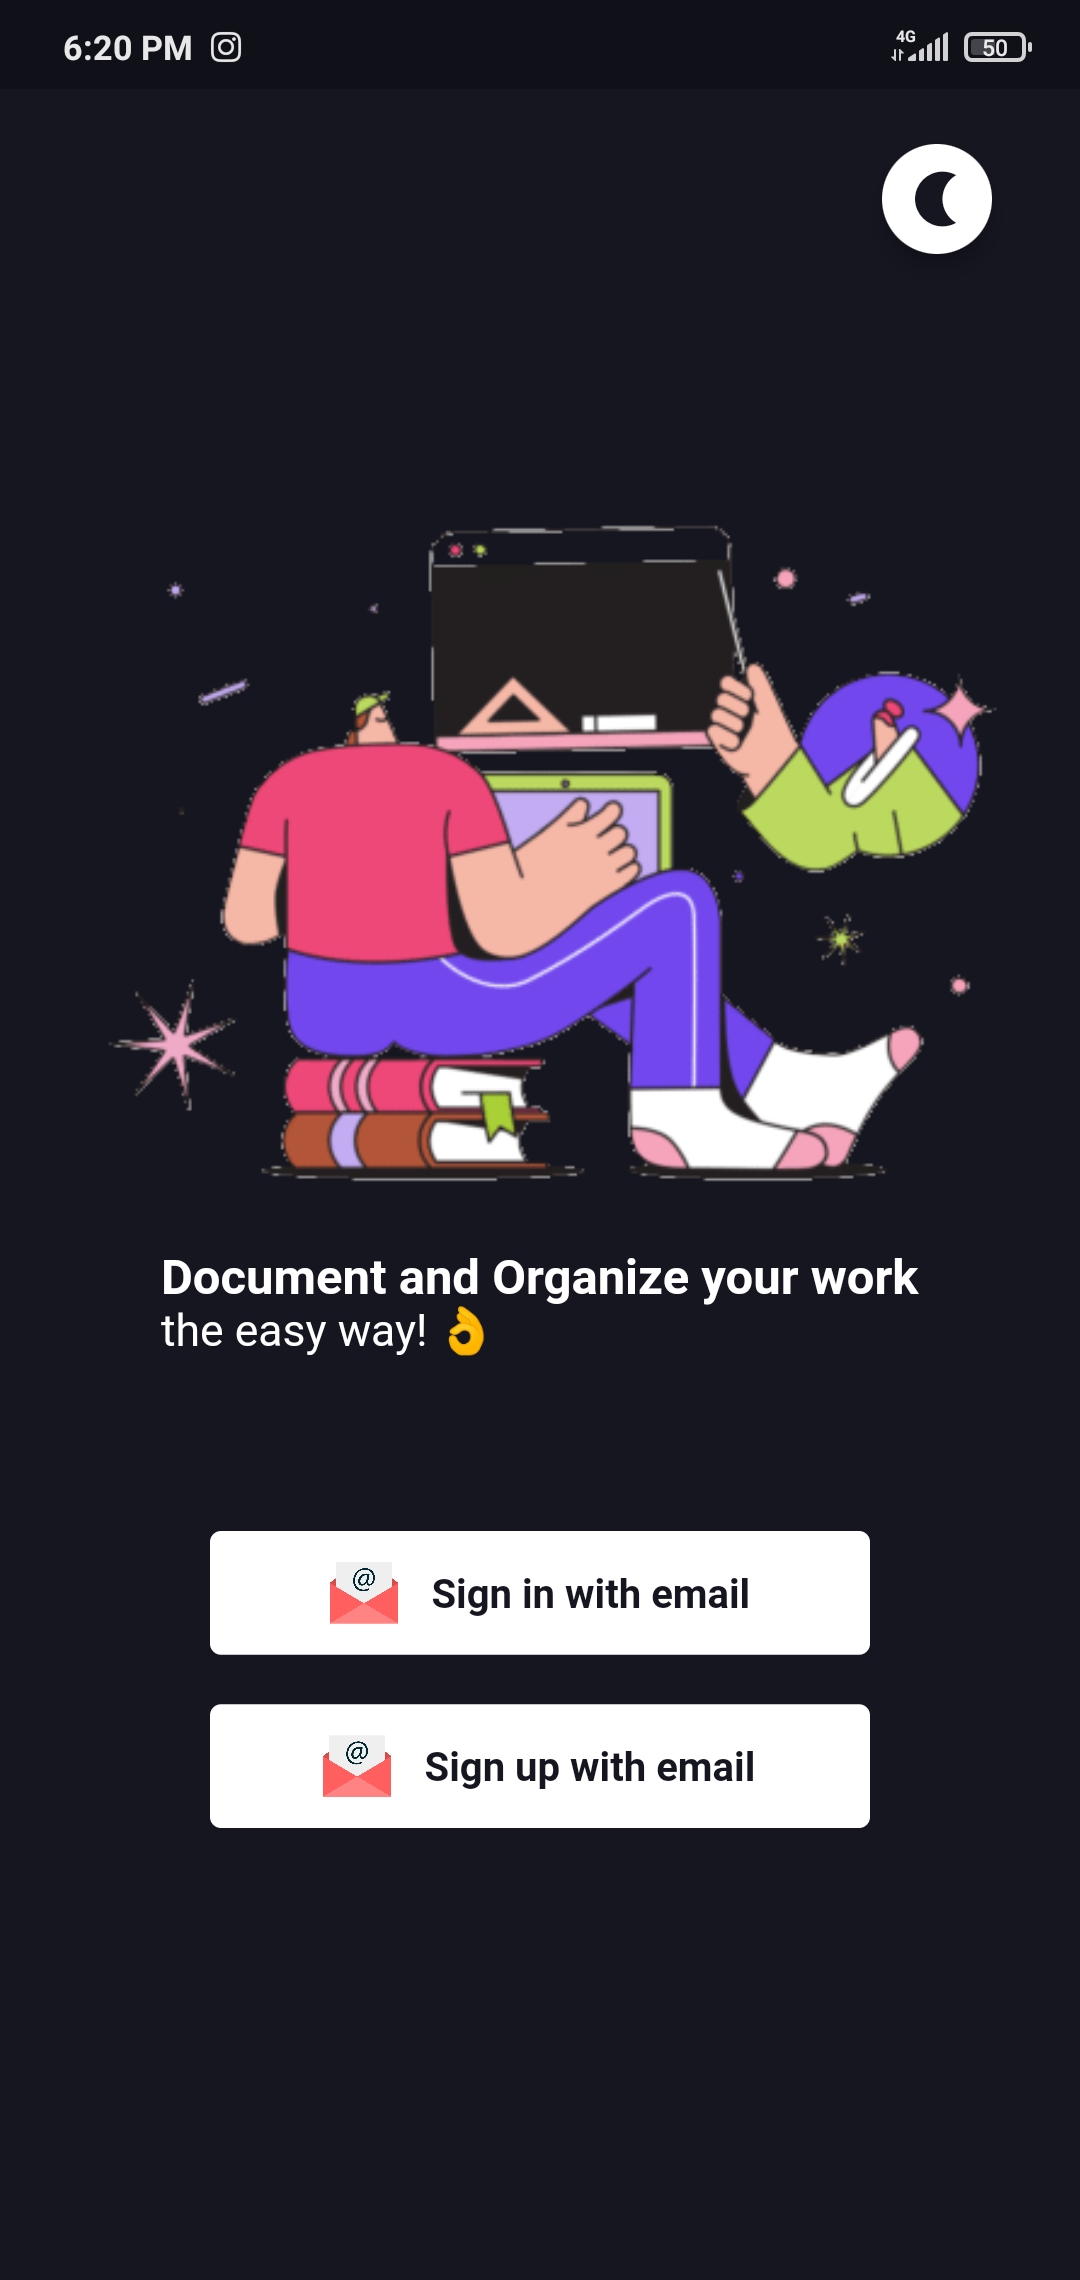 6:20 PM
4G
50
Document and Organize your work
the easy way! 👌
@
Sign in with email
@
Sign up with email